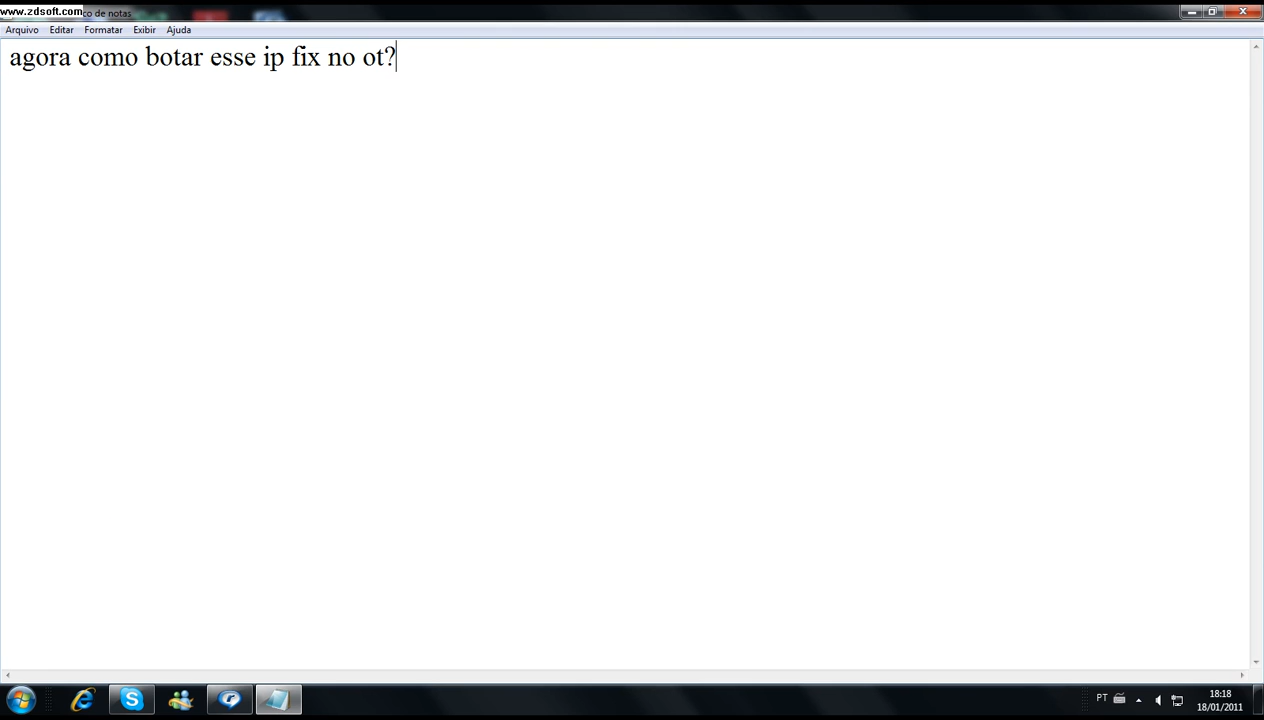 www.zdsoft.com co de notas
Arquivo Editar Formatar Exibir Ajuda
agora como botar esse ip fix no ot?
PT 18:18
18/01/2011